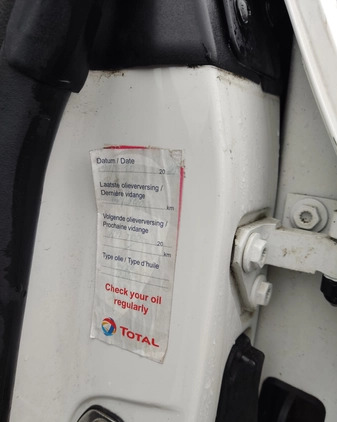 Datum / Date
20
Laatste olieverversing /
Dernière vidange
km
Volgende olieverversing /
Prochaine vidange
20
km
Type olie / Type d'huile
Check your oil
regularly
TOTAL